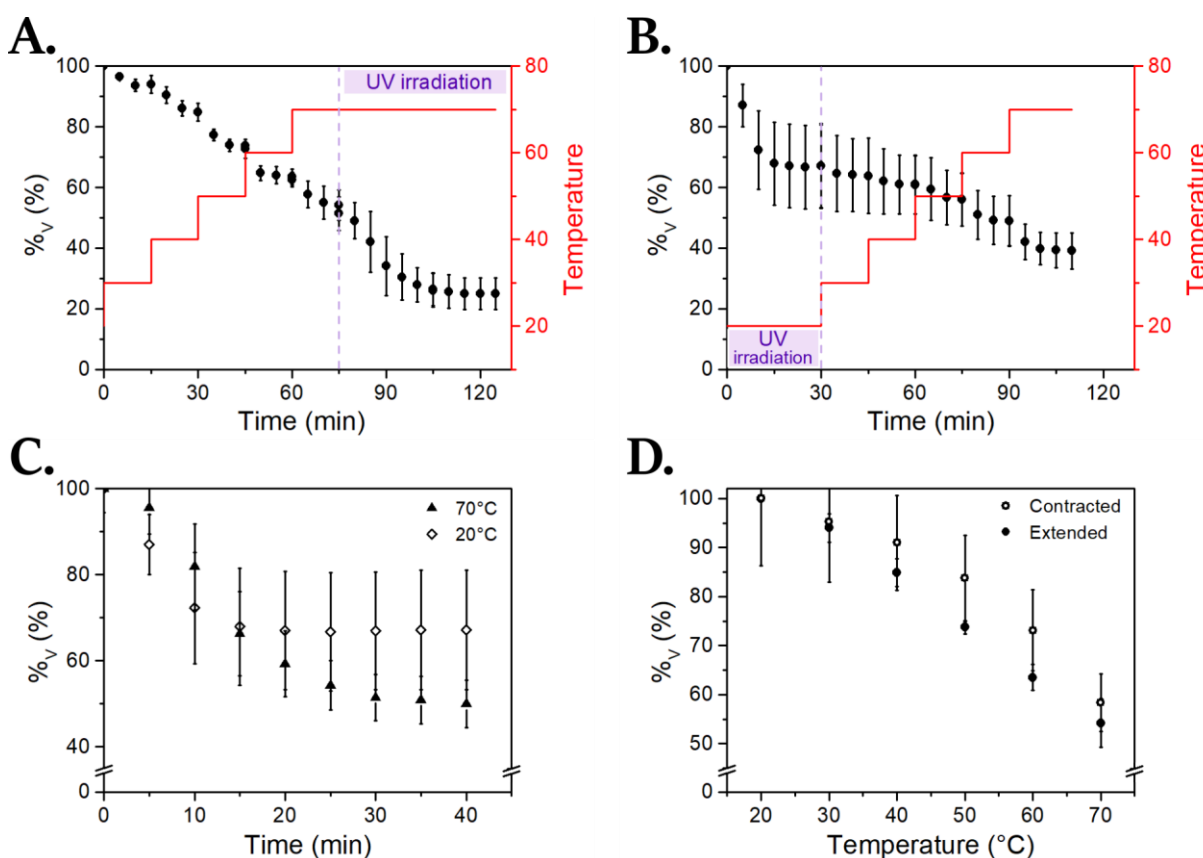 A.
100
80
60
40
20
0
%V (%)
0
30
60
90
120
Time (min)
80
60
40
20
Temperature
UV irradiation
B.
100
80
60
40
20
0
%V (%)
0
30
60
90
120
Time (min)
80
60
40
20
Temperature
UV
irradiation
C.
100
80
60
40
0
%V (%)
0
10
20
30
40
Time (min)
70°C
20°C
D.
100
90
80
70
60
50
0
%V (%)
20
30
40
50
60
70
Temperature (°C)
Contracted
Extended